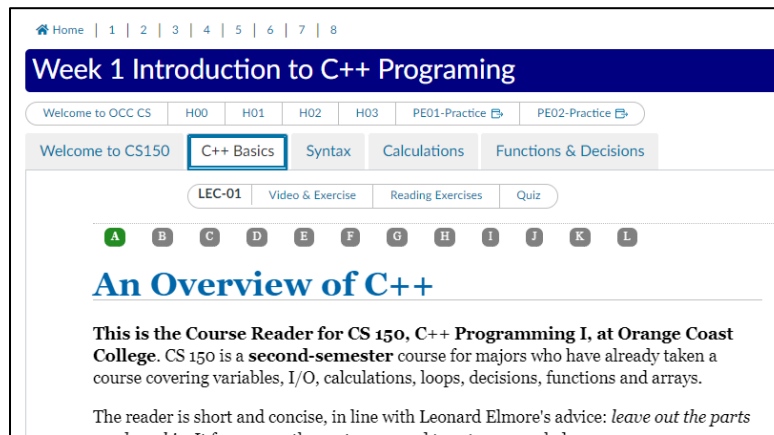 Home | 1 | 2 | 3 | 4 | 5 | 6 | 7 | 8
Week 1 Introduction to C++ Programing
Welcome to OCC CS H00 H01 H02 H03 PE01-Practice PE02-Practice
Welcome to CS150 C++ Basics Syntax Calculations Functions & Decisions
LEC-01 Video & Exercise Reading Exercises Quiz
A B C D E F G H I J K L
An Overview of C++
This is the Course Reader for CS 150, C++ Programming I, at Orange Coast
College. CS 150 is a second-semester course for majors who have already taken a
course covering variables, I/O, calculations, loops, decisions, functions and arrays.
The reader is short and concise, in line with Leonard Elmore's advice: leave out the parts